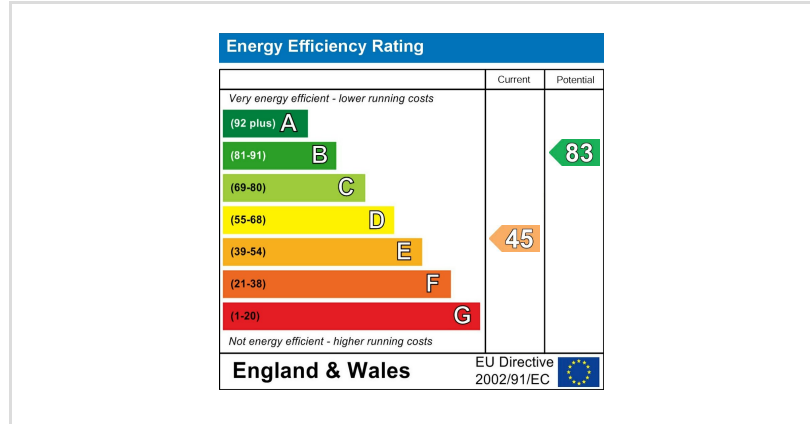 Energy Efficiency Rating
Current Potential
Very energy efficient - lower running costs
(92 plus) A
(81-91) B
83
(69-80) C
(55-68) D
45
(39-54) E
(21-38) F
(1-20) G
Not energy efficient - higher running costs
England & Wales
EU Directive
2002/91/EC